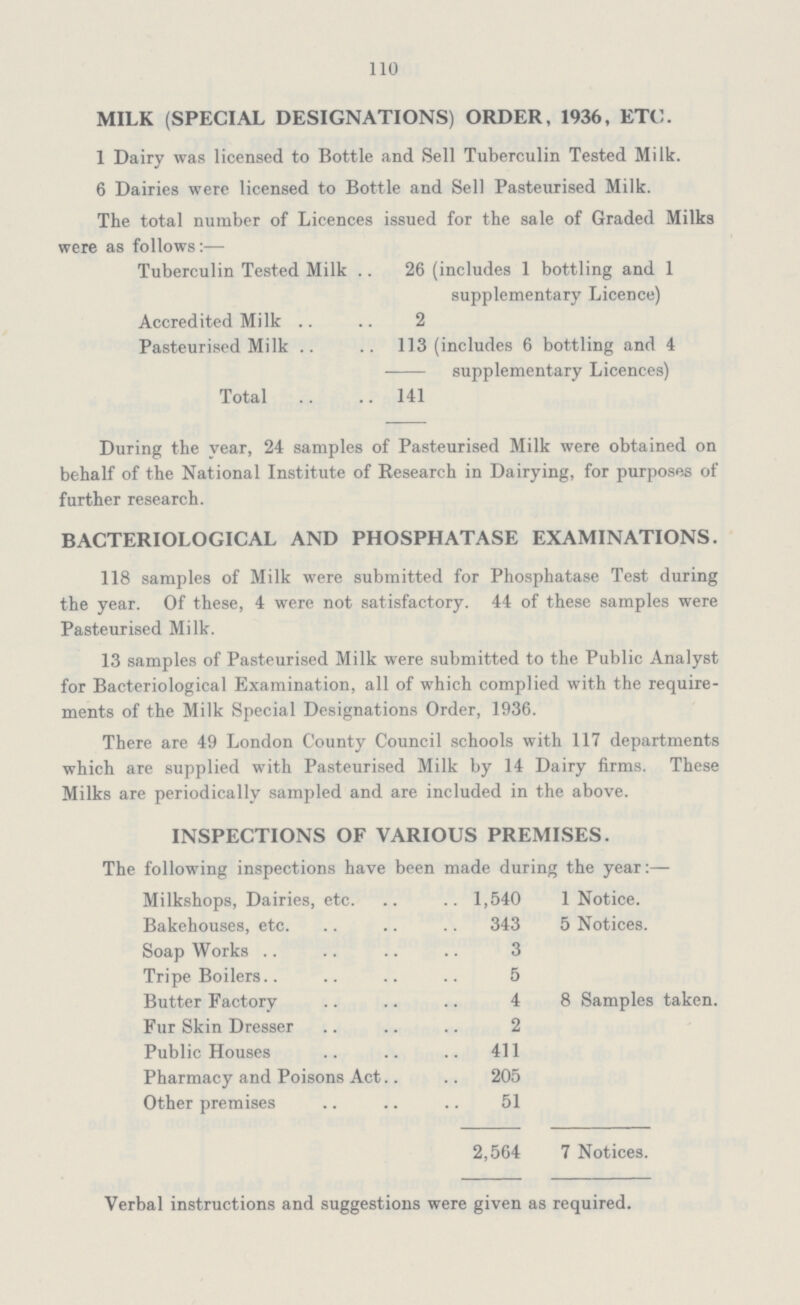 110
MILK (SPECIAL DESIGNATIONS) ORDER, 1936, ETC.
1 Dairy was licensed to Bottle and Sell Tuberculin Tested Milk.
6 Dairies were licensed to Bottle and Sell Pasteurised Milk.
The total number of Licences issued for the sale of Graded Milks
were as follows:—
Tuberculin Tested Milk .. 26 (includes 1 bottling and 1
supplementary Licence)
Accredited Milk .. .. 2
Pasteurised Milk .. .. 113 (includes 6 bottling and 4
supplementary Licences)
Total .. .. 141
During the year, 24 samples of Pasteurised Milk were obtained on
behalf of the National Institute of Research in Dairying, for purposes of
further research.
BACTERIOLOGICAL AND PHOSPHATASE EXAMINATIONS.
118 samples of Milk were submitted for Phosphatase Test during
the year. Of these, 4 were not satisfactory. 44 of these samples were
Pasteurised Milk.
13 samples of Pasteurised Milk were submitted to the Public Analyst
for Bacteriological Examination, all of which complied with the require-
ments of the Milk Special Designations Order, 1936.
There are 49 London County Council schools with 117 departments
which are supplied with Pasteurised Milk by 14 Dairy firms. These
Milks are periodically sampled and are included in the above.
INSPECTIONS OF VARIOUS PREMISES.
The following inspections have been made during the year:—
Milkshops, Dairies, etc. .. .. 1,540 1 Notice.
Bakehouses, etc. .. .. .. 343 5 Notices.
Soap Works .. .. .. .. 3
Tripe Boilers.. .. .. .. 5
Butter Factory .. .. .. 4 8 Samples taken.
Fur Skin Dresser .. .. .. 2
Public Houses .. .. .. 411
Pharmacy and Poisons Act.. .. 205
Other premises .. .. .. 51
2,564 7 Notices.
Verbal instructions and suggestions were given as required.